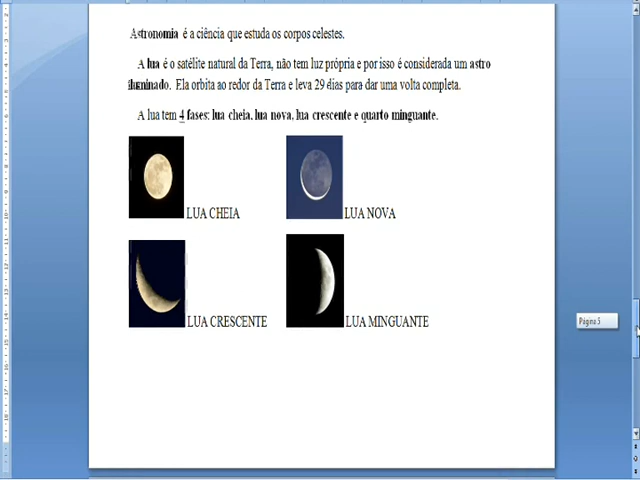 Astronomia é a ciência que estuda os corpos celestes.
A lua é o satélite natural da Terra, não tem luz própria e por isso é considerada um astro
iluminado. Ela orbita ao redor da Terra e leva 29 dias para dar uma volta completa.
A lua tem 4 fases: lua cheia, lua nova, lua crescente e quarto minguante.
LUA CHEIA LUA NOVA
LUA CRESCENTE LUA MINGUANTE
Página 5